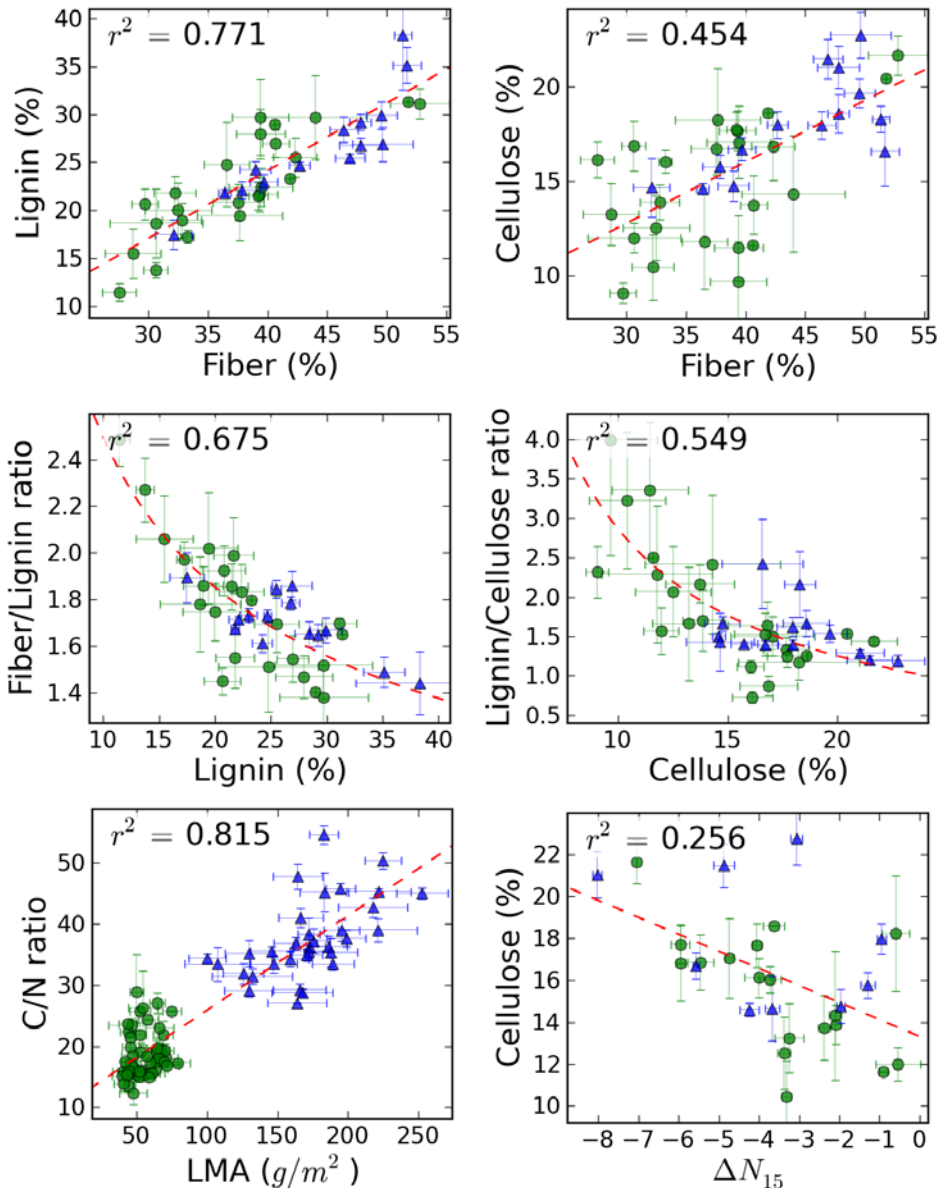 r² = 0.771
40
35
30
25
20
15
10
Lignin (%)
30 35 40 45 50 55
Fiber (%)
r² = 0.454
20
15
10
Cellulose (%)
30 35 40 45 50 55
Fiber (%)
r² = 0.675
2.4
2.2
2.0
1.8
1.6
1.4
Fiber/Lignin ratio
10 15 20 25 30 35 40
Lignin (%)
r² = 0.549
4.0
3.5
3.0
2.5
2.0
1.5
1.0
0.5
Lignin/Cellulose ratio
10 15 20
Cellulose (%)
r² = 0.815
50
40
30
20
10
C/N ratio
50 100 150 200 250
LMA (g/m²)
r² = 0.256
22
20
18
16
14
12
10
Cellulose (%)
−8 −7 −6 −5 −4 −3 −2 −1 0
ΔN₁₅